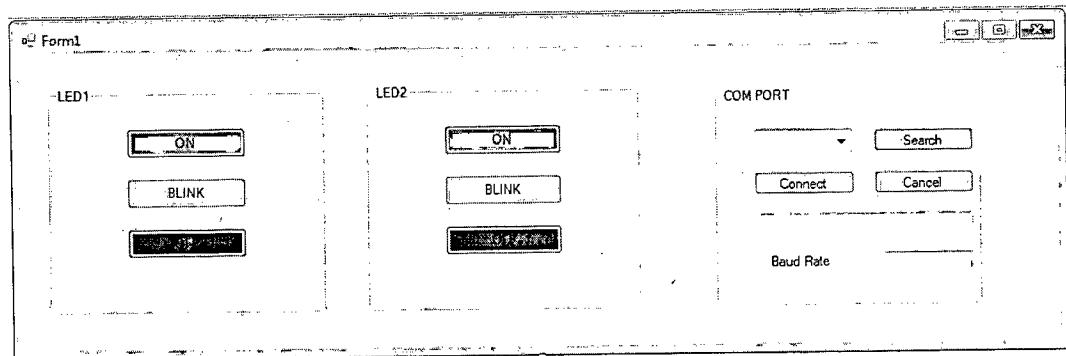 Form1
LED1
ON
BLINK
LED2
ON
BLINK
COM PORT
Search
Connect
Cancel
Baud Rate